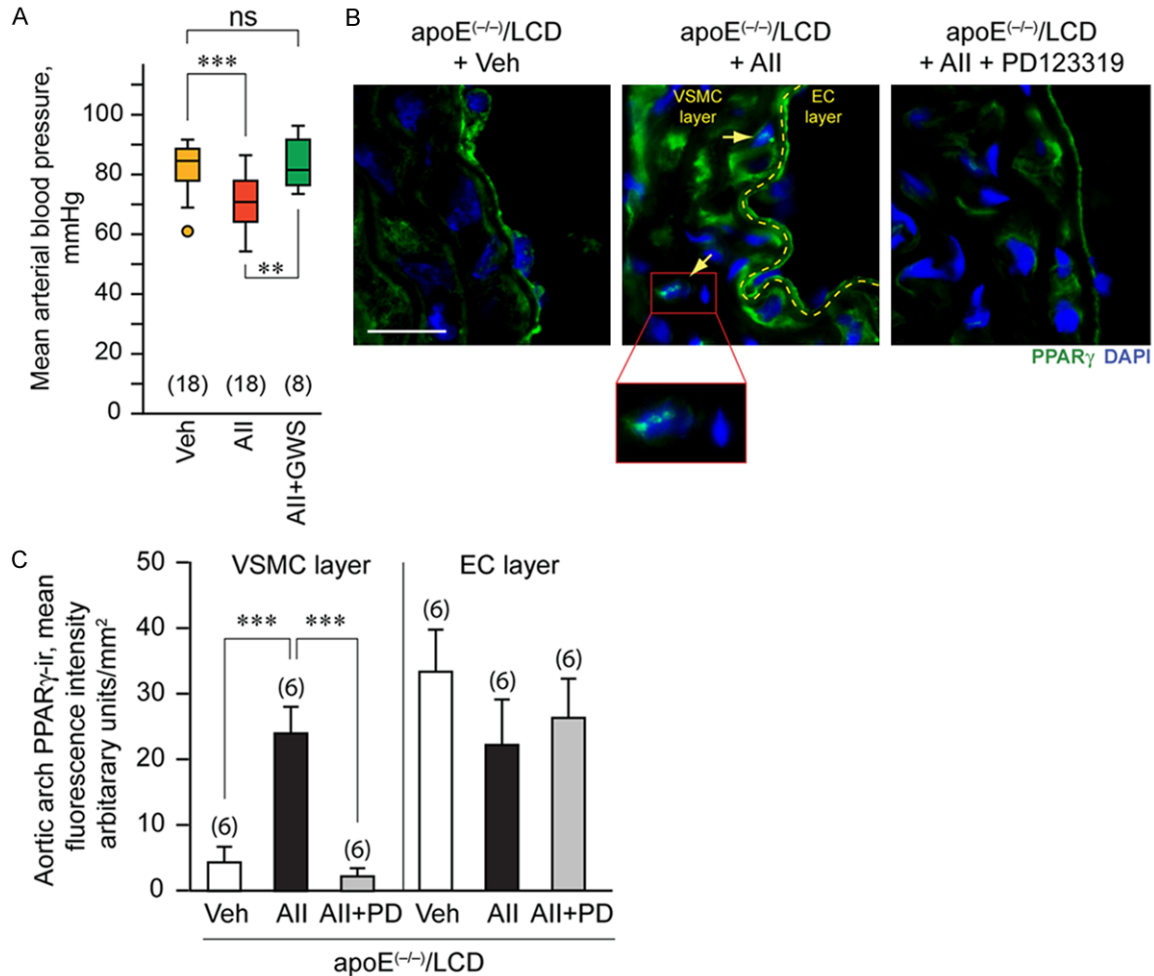 A
ns
***
**
Mean arterial blood pressure,
mmHg
100
80
60
40
20
0
(18) (18) (8)
Veh
AII
AII+GWS
B
apoE(−/−)/LCD
+ Veh
apoE(−/−)/LCD
+ AII
apoE(−/−)/LCD
+ AII + PD123319
VSMC
layer
EC
layer
PPARγ DAPI
C
Aortic arch PPARγ-ir, mean
fluorescence intensity
arbitarary units/mm²
50
40
30
20
10
0
VSMC layer
EC layer
*** ***
(6) (6) (6) (6) (6) (6)
Veh AII AII+PD Veh AII AII+PD
apoE(−/−)/LCD